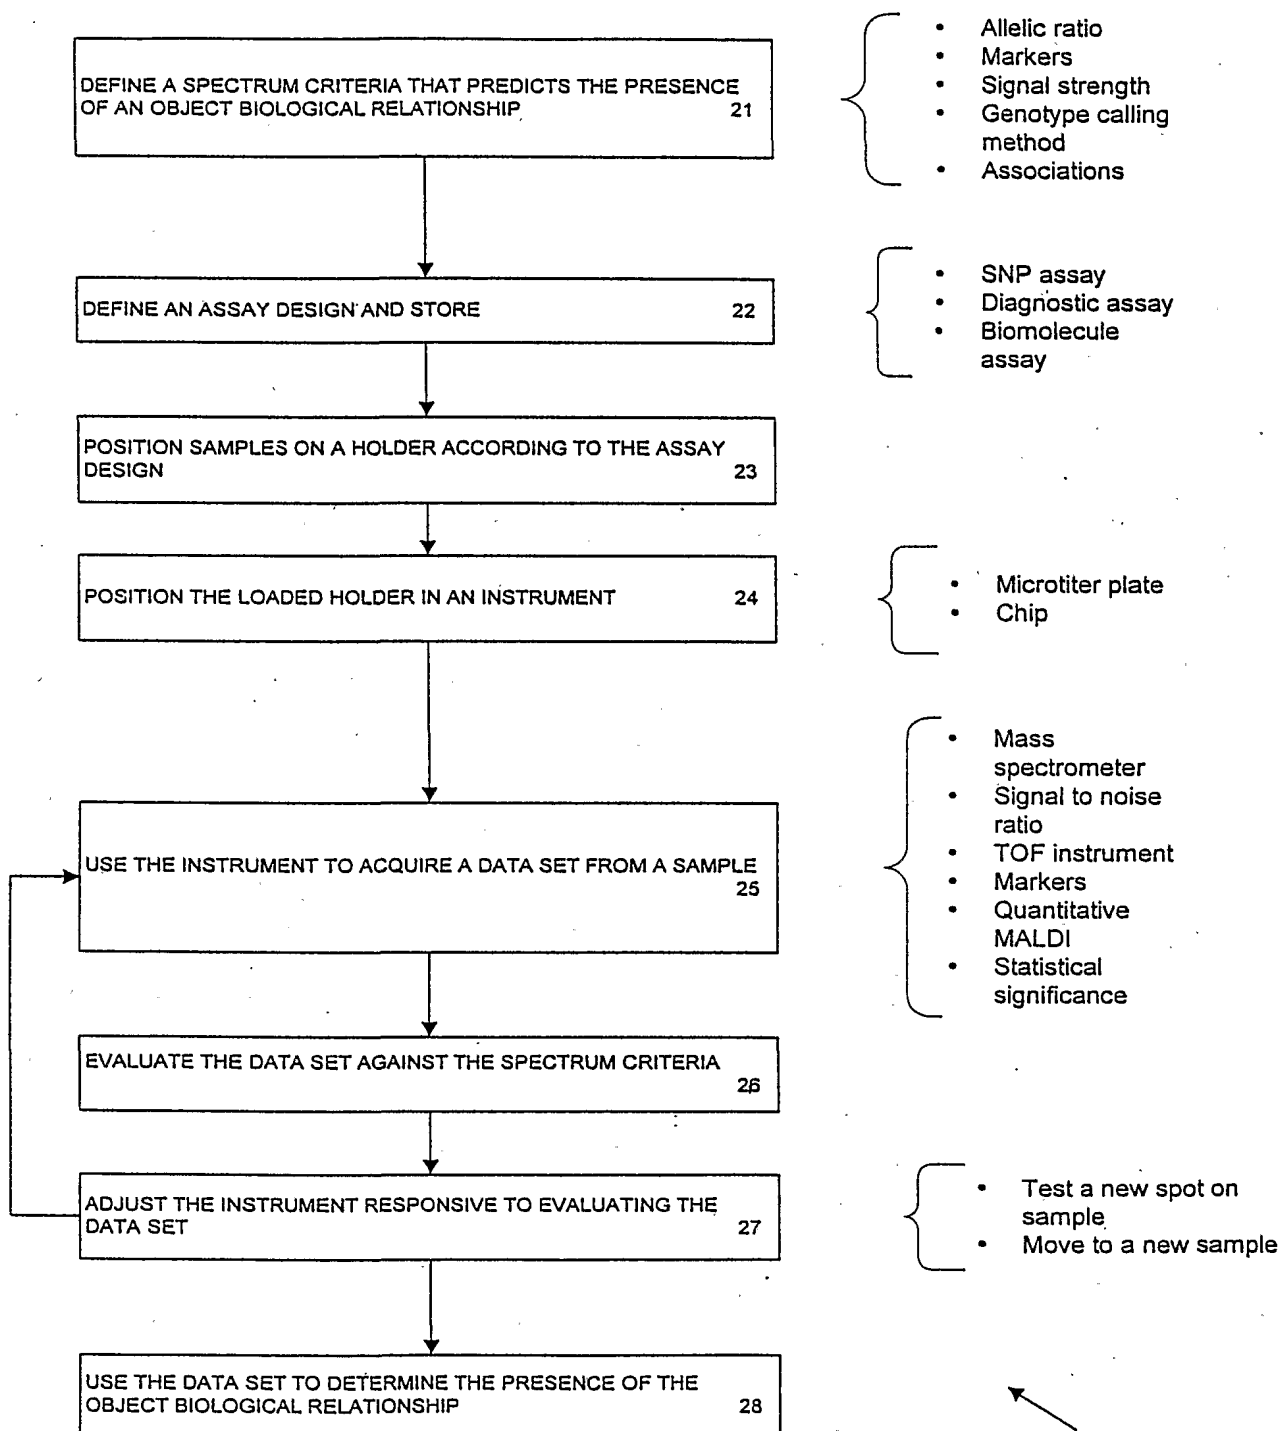 DEFINE A SPECTRUM CRITERIA THAT PREDICTS THE PRESENCE
OF AN OBJECT BIOLOGICAL RELATIONSHIP 21
• Allelic ratio
• Markers
• Signal strength
• Genotype calling
method
• Associations
DEFINE AN ASSAY DESIGN AND STORE 22
• SNP assay
• Diagnostic assay
• Biomolecule
assay
POSITION SAMPLES ON A HOLDER ACCORDING TO THE ASSAY
DESIGN 23
POSITION THE LOADED HOLDER IN AN INSTRUMENT 24
• Microtiter plate
• Chip
USE THE INSTRUMENT TO ACQUIRE A DATA SET FROM A SAMPLE
25
• Mass
spectrometer
• Signal to noise
ratio
• TOF instrument
• Markers
• Quantitative
MALDI
• Statistical
significance
EVALUATE THE DATA SET AGAINST THE SPECTRUM CRITERIA
26
ADJUST THE INSTRUMENT RESPONSIVE TO EVALUATING THE
DATA SET 27
• Test a new spot on
sample
• Move to a new sample
USE THE DATA SET TO DETERMINE THE PRESENCE OF THE
OBJECT BIOLOGICAL RELATIONSHIP 28